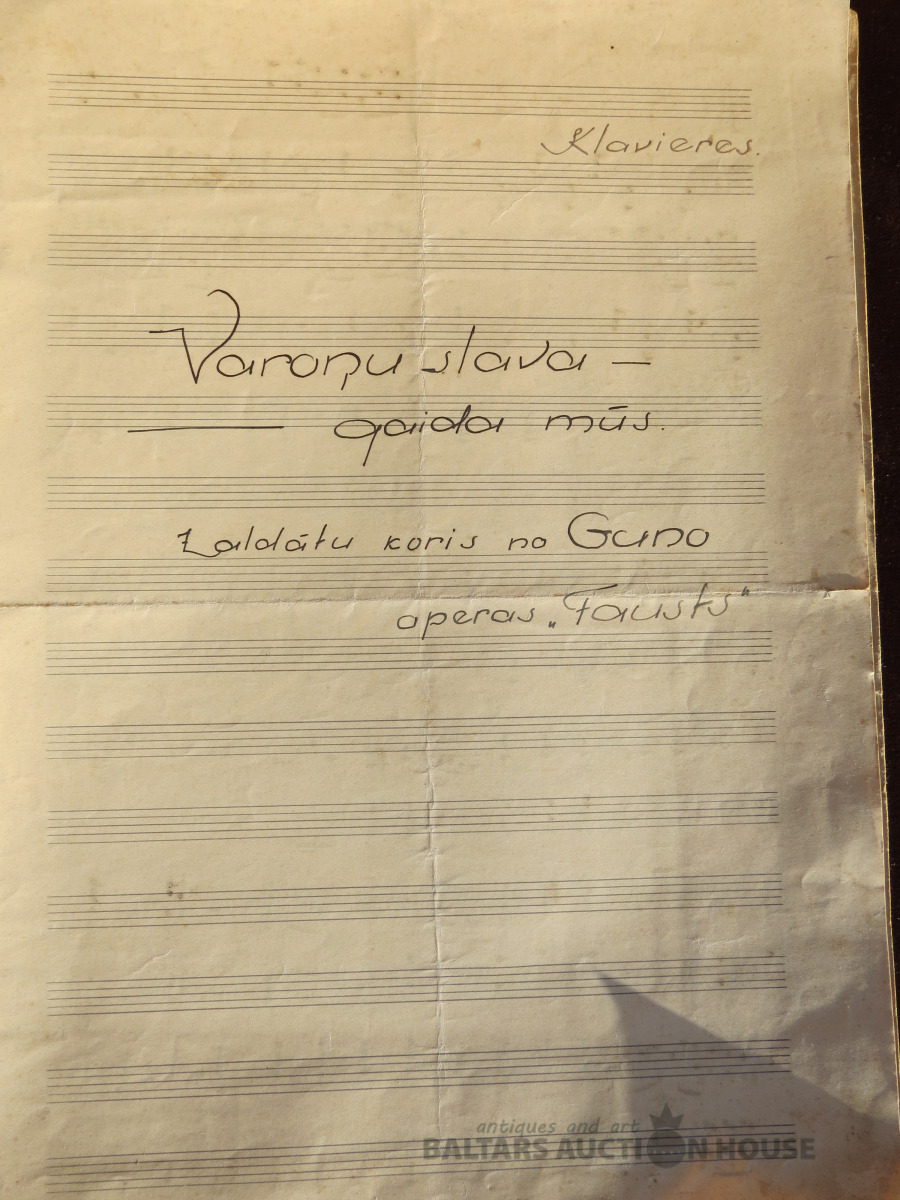 Klavieres.
Varoņu slava —
— gaida mūs.
Zaldātu koris no Guno
operas „Fausts"
antiques and art
BALTARS AUCTION HOUSE